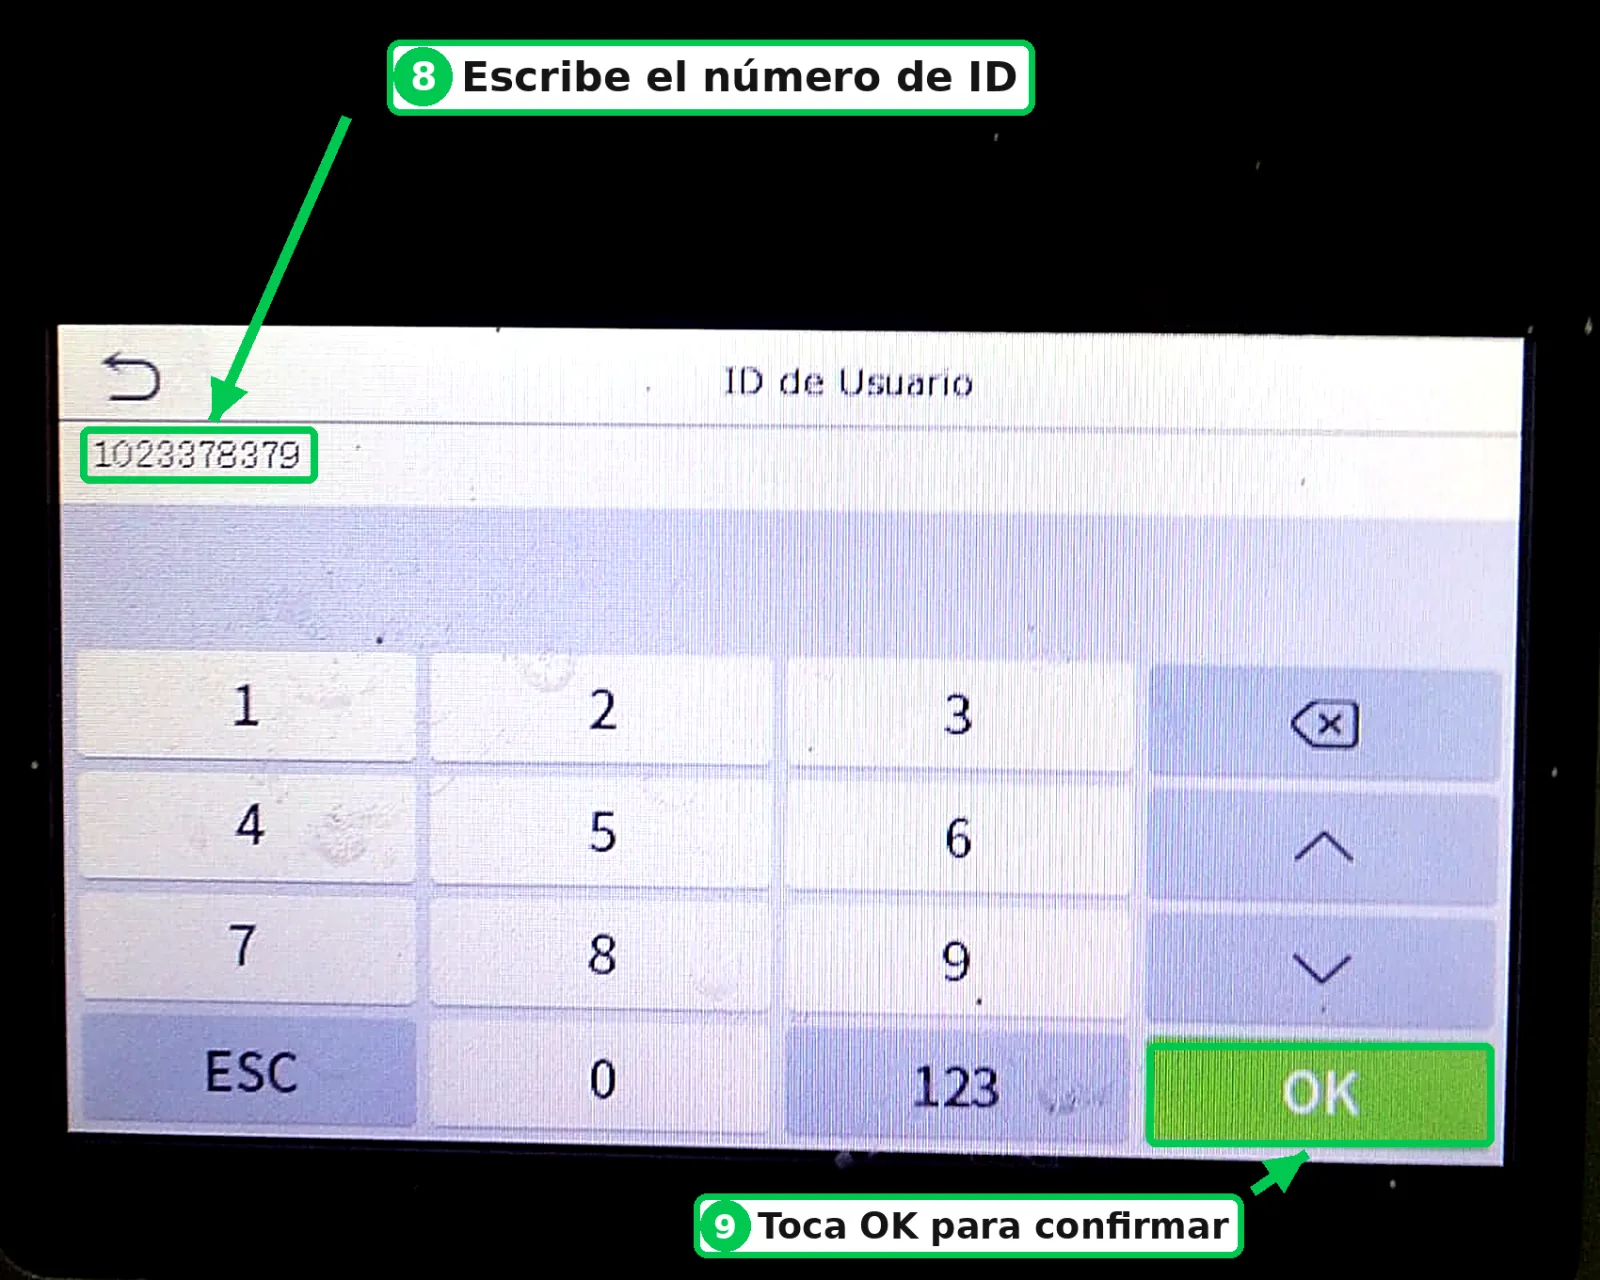 8 Escribe el número de ID
ID de Usuario
1023378379
1 2 3
4 5 6
7 8 9
ESC 0 123 OK
9 Toca OK para confirmar